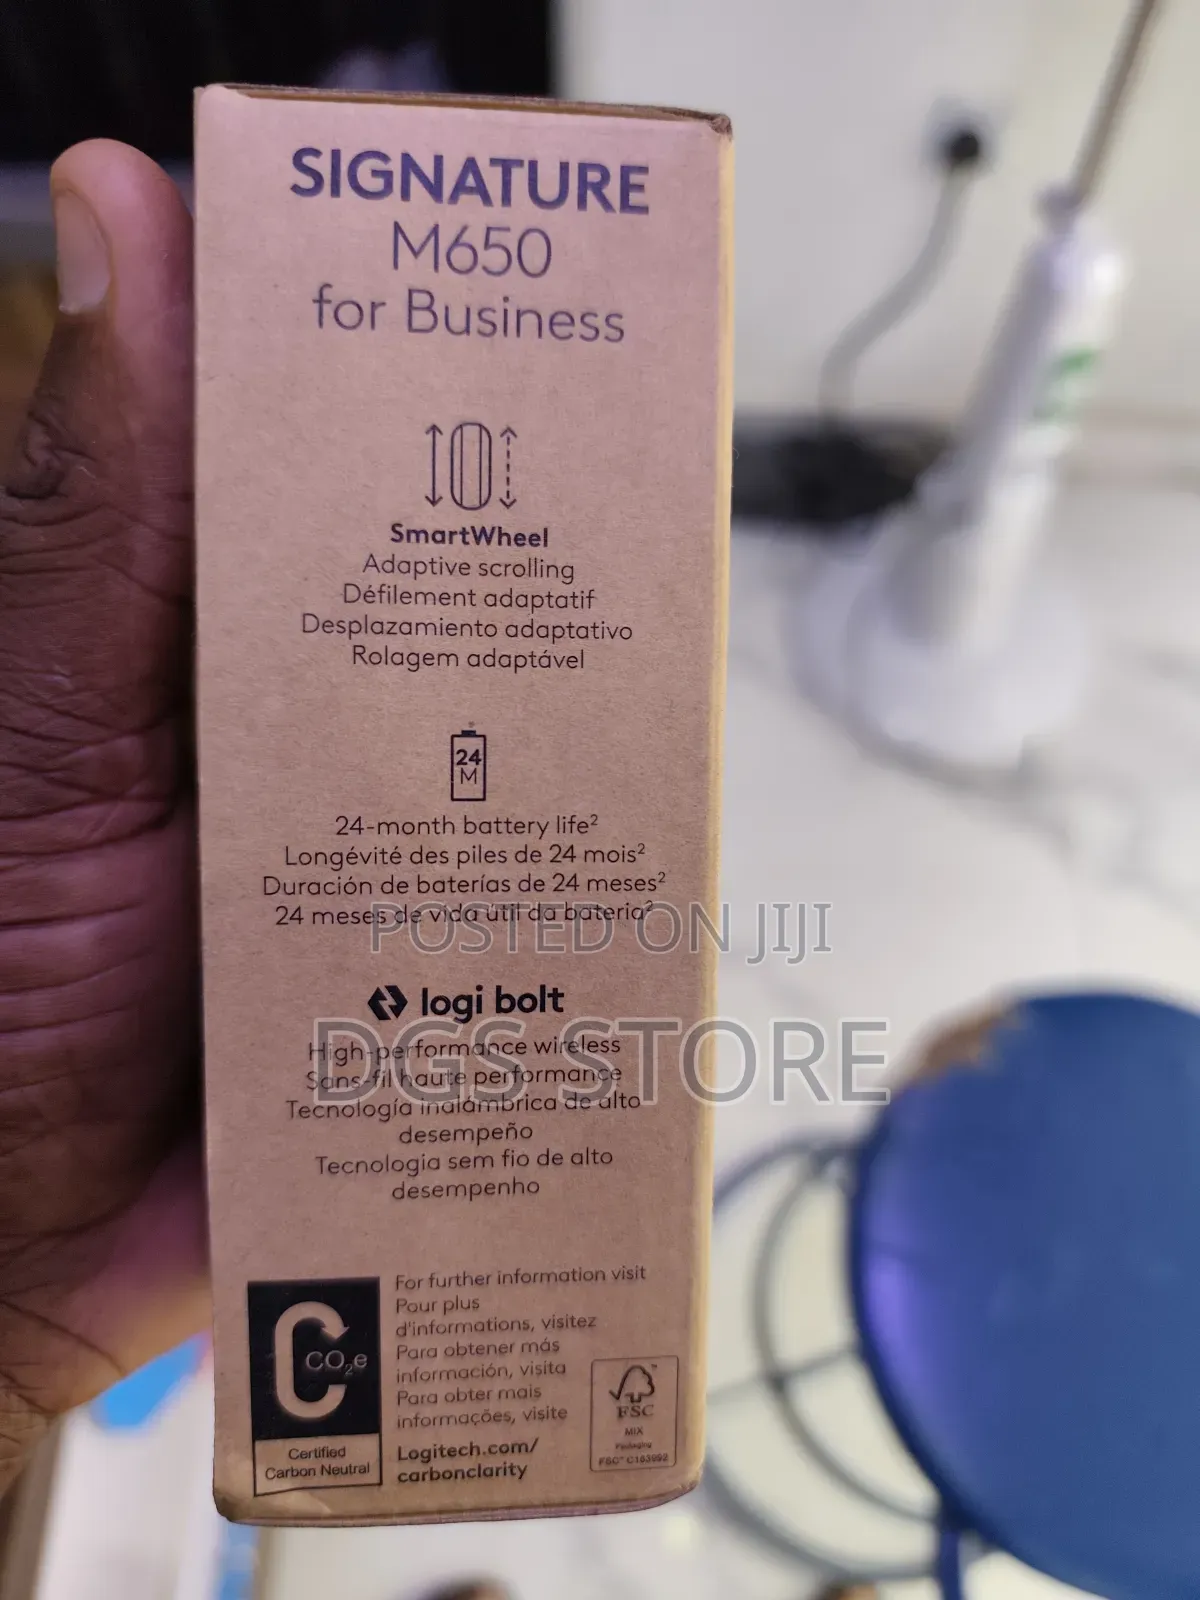 SIGNATURE
M650
for Business
SmartWheel
Adaptive scrolling
Défilement adaptatif
Desplazamiento adaptativo
Rolagem adaptável
24
M
24-month battery life²
Longévité des piles de 24 mois²
Duración de baterías de 24 meses²
24 meses de vida útil da bateria²
POSTED ON JIJI
logi bolt
DGS STORE
High-performance wireless
Sans-fil haute performance
Tecnología inalámbrica de alto
desempeño
Tecnologia sem fio de alto
desempenho
CO₂e
Certified
Carbon Neutral
For further information visit
Pour plus
d'informations, visitez
Para obtener más
información, visita
Para obter mais
informações, visite
Logitech.com/
carbonclarity
FSC
MIX
Packaging